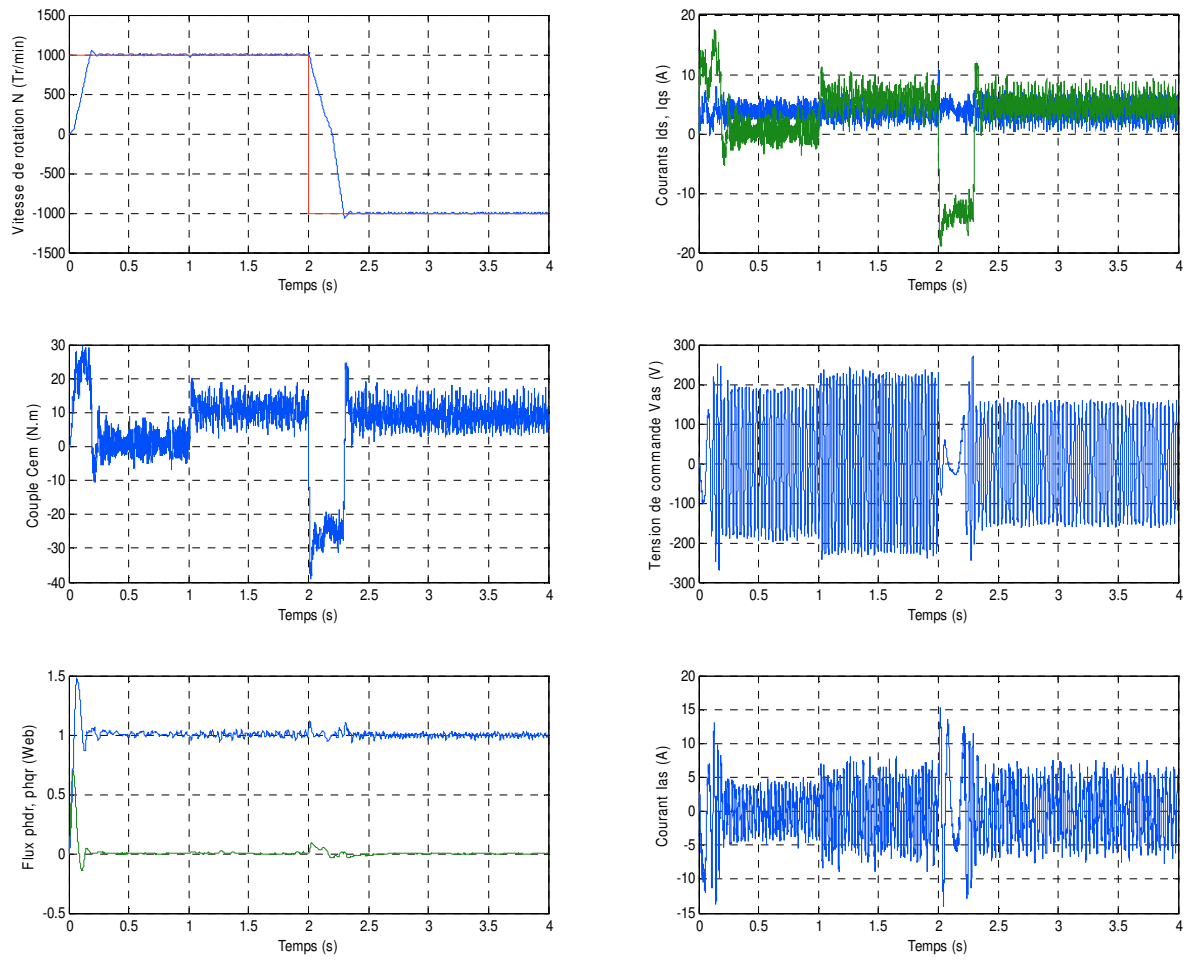 Vitesse de rotation N (Tr/min)
1500
1000
500
0
-500
-1000
-1500
0 0.5 1 1.5 2 2.5 3 3.5 4
Temps (s)
Courants Ids, Iqs (A)
20
10
0
-10
-20
0 0.5 1 1.5 2 2.5 3 3.5 4
Temps (s)
Couple Cem (N.m)
30
20
10
0
-10
-20
-30
-40
0 0.5 1 1.5 2 2.5 3 3.5 4
Temps (s)
Tension de commande Vas (V)
300
200
100
0
-100
-200
-300
0 0.5 1 1.5 2 2.5 3 3.5 4
Temps (s)
Flux phdr, phqr (Web)
1.5
1
0.5
0
-0.5
0 0.5 1 1.5 2 2.5 3 3.5 4
Temps (s)
Courant Ias (A)
20
15
10
5
0
-5
-10
-15
0 0.5 1 1.5 2 2.5 3 3.5 4
Temps (s)